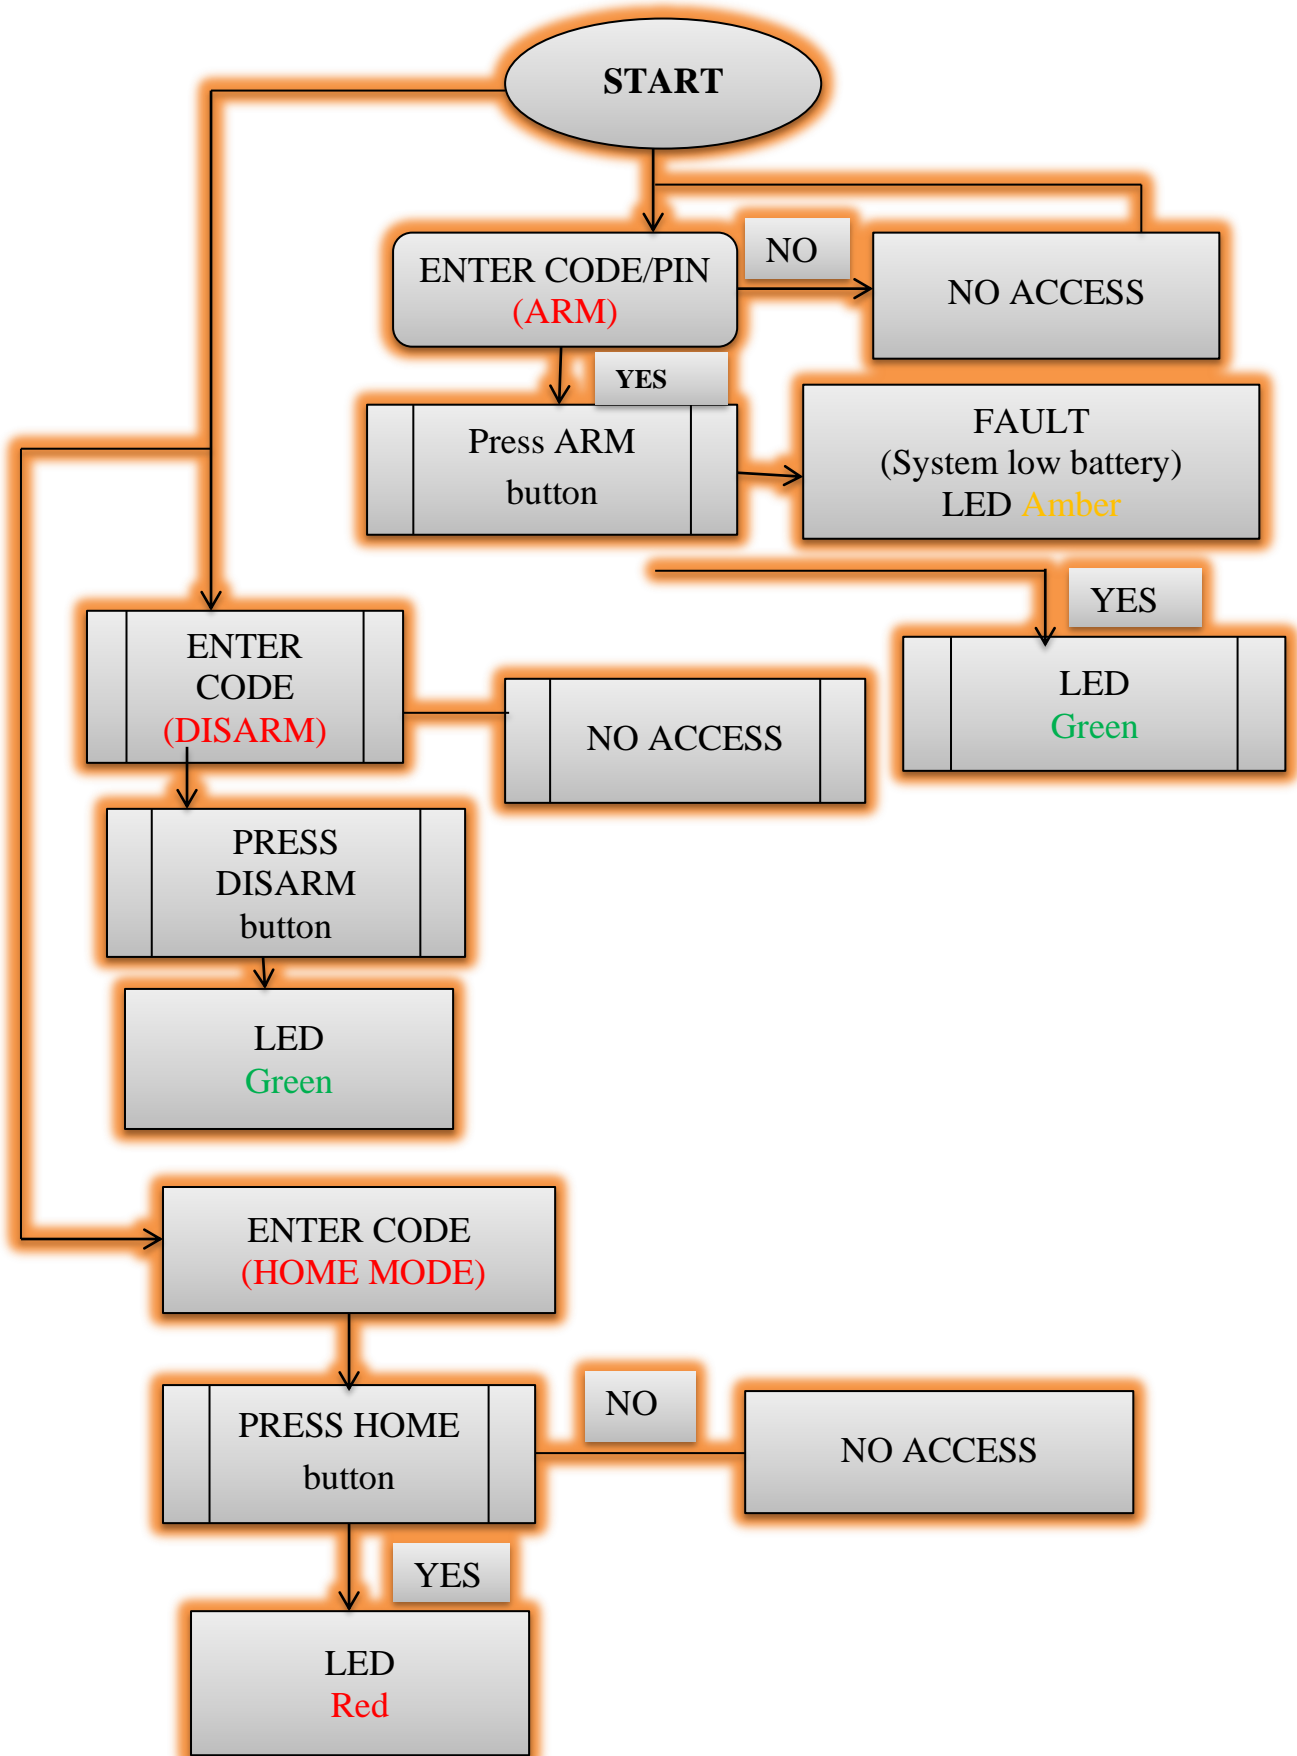 START
ENTER CODE/PIN
(ARM)
NO
NO ACCESS
YES
Press ARM
button
FAULT
(System low battery)
LED Amber
YES
LED
Green
ENTER
CODE
(DISARM)
NO ACCESS
PRESS
DISARM
button
LED
Green
ENTER CODE
(HOME MODE)
PRESS HOME
button
NO
NO ACCESS
YES
LED
Red